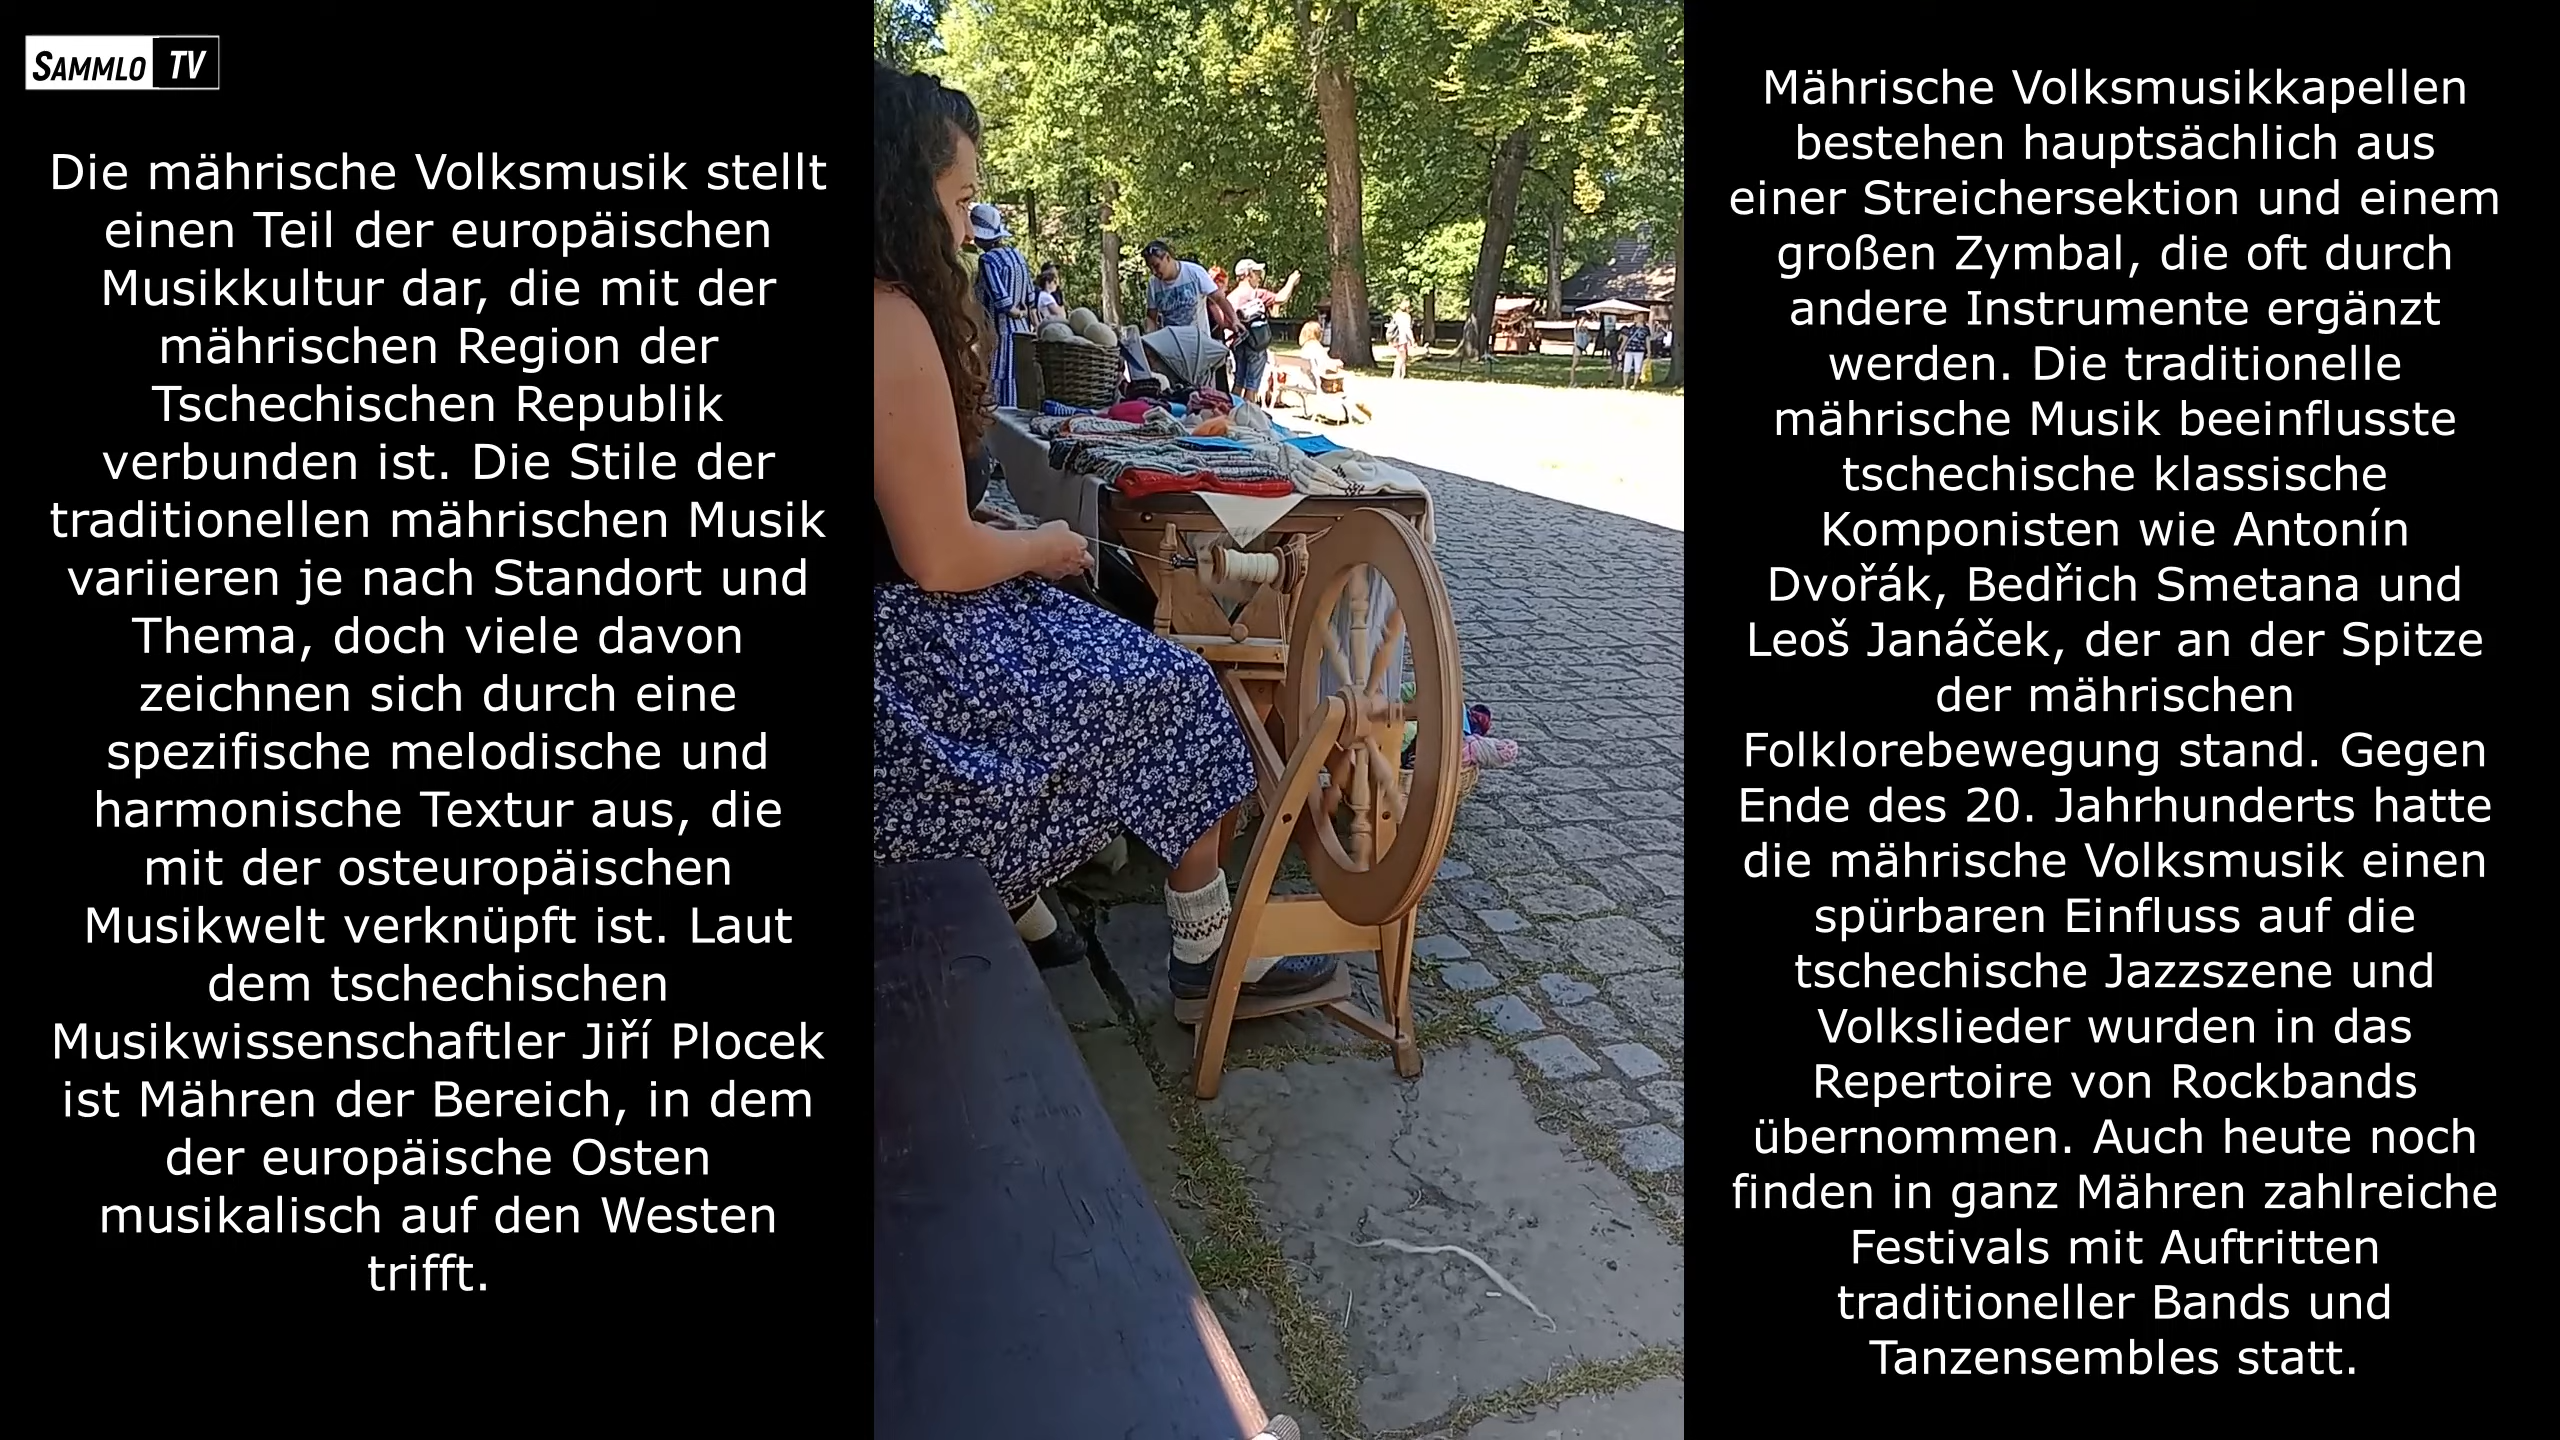 SAMMLO TV
Die mährische Volksmusik stellt
einen Teil der europäischen
Musikkultur dar, die mit der
mährischen Region der
Tschechischen Republik
verbunden ist. Die Stile der
traditionellen mährischen Musik
variieren je nach Standort und
Thema, doch viele davon
zeichnen sich durch eine
spezifische melodische und
harmonische Textur aus, die
mit der osteuropäischen
Musikwelt verknüpft ist. Laut
dem tschechischen
Musikwissenschaftler Jiří Plocek
ist Mähren der Bereich, in dem
der europäische Osten
musikalisch auf den Westen
trifft.
Mährische Volksmusikkapellen
bestehen hauptsächlich aus
einer Streichersektion und einem
großen Zymbal, die oft durch
andere Instrumente ergänzt
werden. Die traditionelle
mährische Musik beeinflusste
tschechische klassische
Komponisten wie Antonín
Dvořák, Bedřich Smetana und
Leoš Janáček, der an der Spitze
der mährischen
Folklorebewegung stand. Gegen
Ende des 20. Jahrhunderts hatte
die mährische Volksmusik einen
spürbaren Einfluss auf die
tschechische Jazzszene und
Volkslieder wurden in das
Repertoire von Rockbands
übernommen. Auch heute noch
finden in ganz Mähren zahlreiche
Festivals mit Auftritten
traditioneller Bands und
Tanzensembles statt.